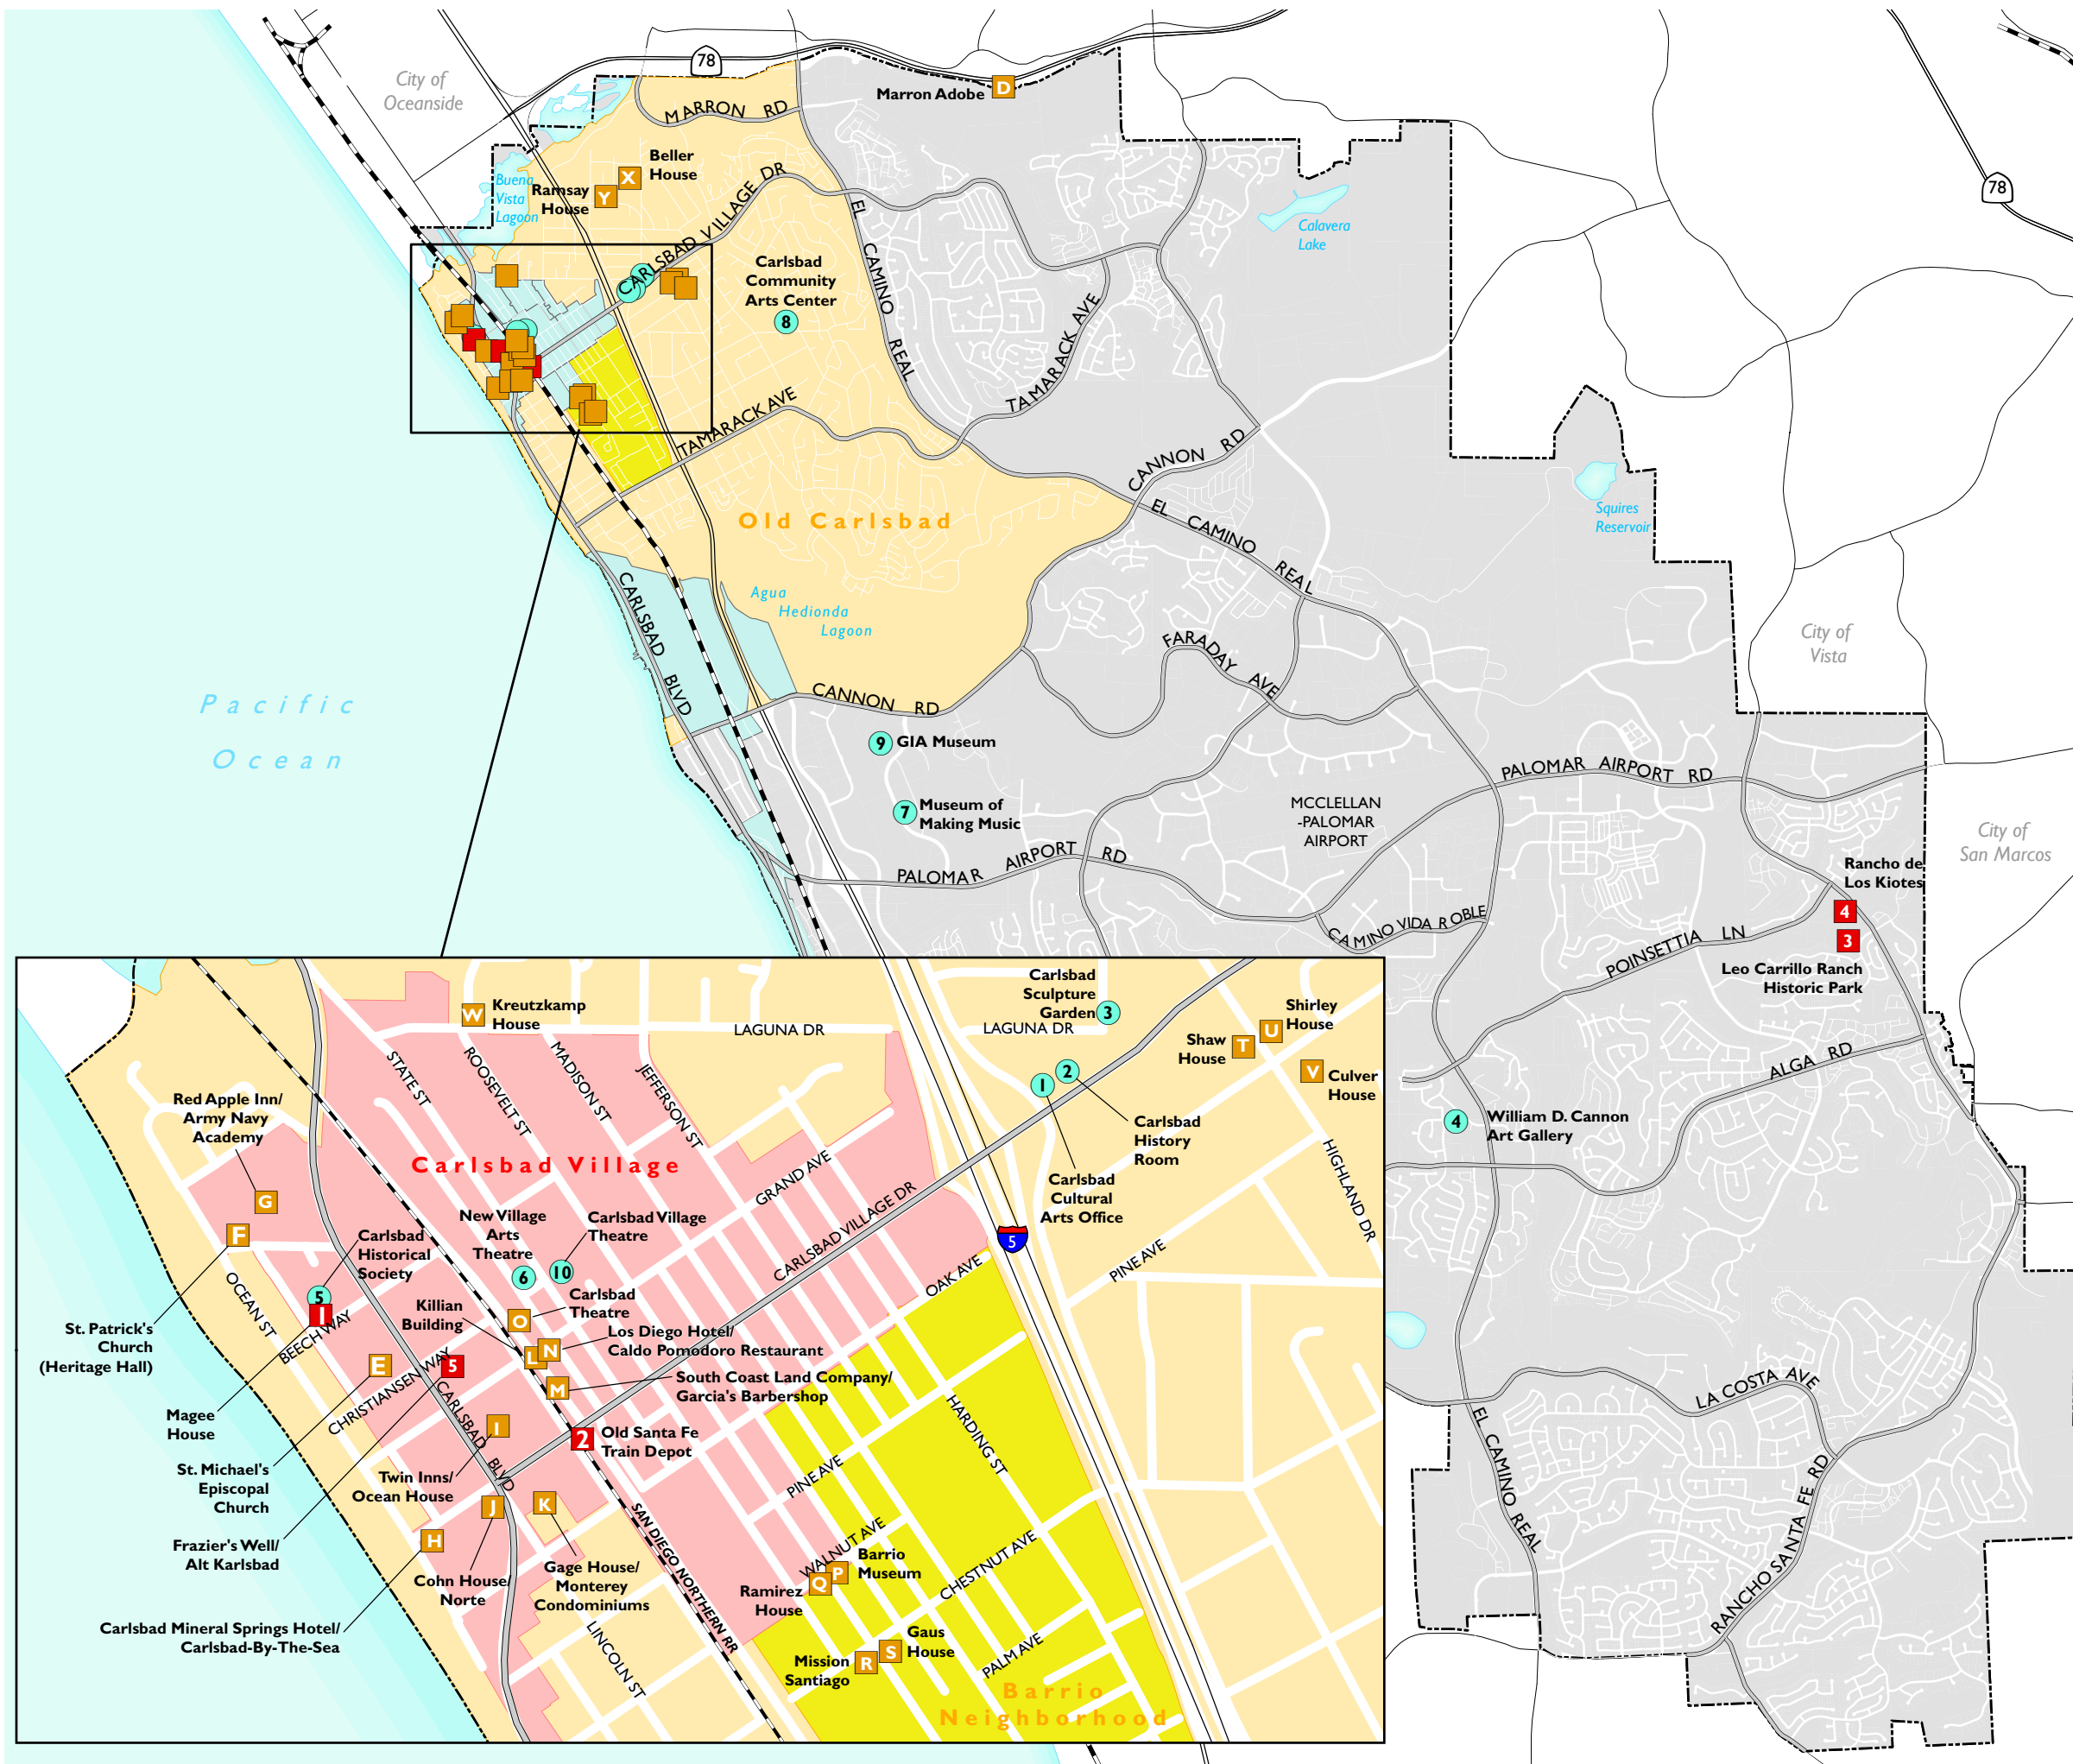 City of
Oceanside
78
MARRON RD
Marron Adobe
D
Beller
House
X
Ramsay
House
Y
Buena
Vista
Lagoon
CARLSBAD VILLAGE DR
EL CAMINO REAL
Carlsbad
Community
Arts Center
8
Calavera
Lake
78
TAMARACK AVE
TAMARACK AVE
CANNON RD
EL CAMINO REAL
Squires
Reservoir
Old Carlsbad
Agua
Hedionda
Lagoon
CARLSBAD BLVD
FARADAY AVE
City of
Vista
CANNON RD
Pacific
Ocean
9
GIA Museum
7
Museum of
Making Music
PALOMAR AIRPORT RD
MCCLELLAN
-PALOMAR
AIRPORT
City of
San Marcos
PALOMAR AIRPORT RD
Rancho de
Los Kiotes
4
3
Leo Carrillo Ranch
Historic Park
CAMINO VIDA ROBLE
POINSETTIA LN
ALGA RD
4
William D. Cannon
Art Gallery
LA COSTA AVE
EL CAMINO REAL
RANCHO SANTA FE RD
W
Kreutzkamp
House
LAGUNA DR
Carlsbad
Sculpture
Garden
3
LAGUNA DR
Shirley
House
U
Shaw
House
T
V
Culver
House
STATE ST
ROOSEVELT ST
MADISON ST
JEFFERSON ST
1
2
Carlsbad
History
Room
Carlsbad
Cultural
Arts Office
HIGHLAND DR
Red Apple Inn/
Army Navy
Academy
G
F
Carlsbad Village
GRAND AVE
CARLSBAD VILLAGE DR
New Village
Arts
Theatre
6
Carlsbad Village
Theatre
10
5
PINE AVE
OAK AVE
Carlsbad
Historical
Society
5
1
OCEAN ST
BEECH WAY
St. Patrick's
Church
(Heritage Hall)
Killian
Building
Carlsbad
Theatre
O
L
N
Los Diego Hotel/
Caldo Pomodoro Restaurant
M
South Coast Land Company/
Garcia's Barbershop
E
5
CHRISTIANSEN WAY
CARLSBAD BLVD
Magee
House
I
2
Old Santa Fe
Train Depot
HARDING ST
St. Michael's
Episcopal
Church
Twin Inns/
Ocean House
PINE AVE
J
K
H
Frazier's Well/
Alt Karlsbad
SAN DIEGO NORTHERN RR
WALNUT AVE
CHESTNUT AVE
Barrio
Museum
P
Q
Ramirez
House
Cohn House/
Norte
Gage House/
Monterey
Condominiums
Carlsbad Mineral Springs Hotel/
Carlsbad-By-The-Sea
LINCOLN ST
Gaus
House
S
R
Mission
Santiago
PALM AVE
Barrio
Neighborhood